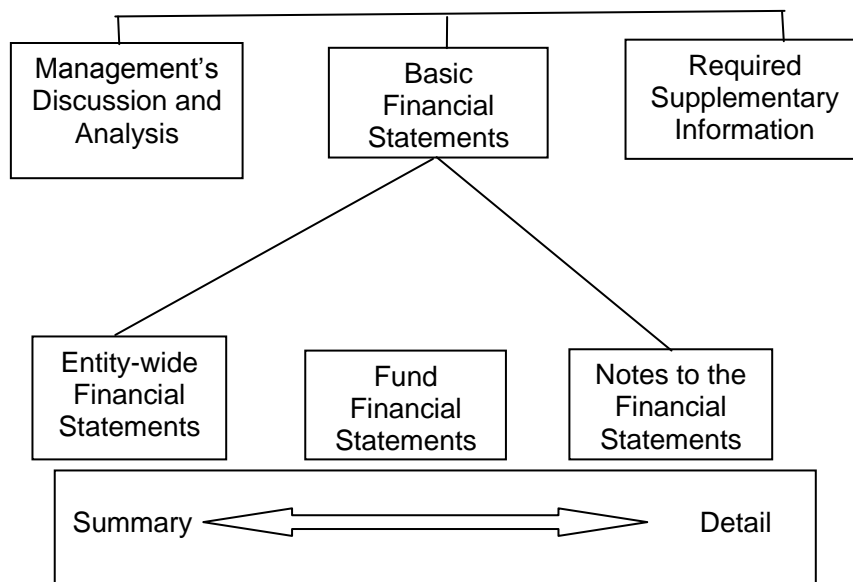 Management's
Discussion and
Analysis
Basic
Financial
Statements
Required
Supplementary
Information
Entity-wide
Financial
Statements
Fund
Financial
Statements
Notes to the
Financial
Statements
Summary
Detail